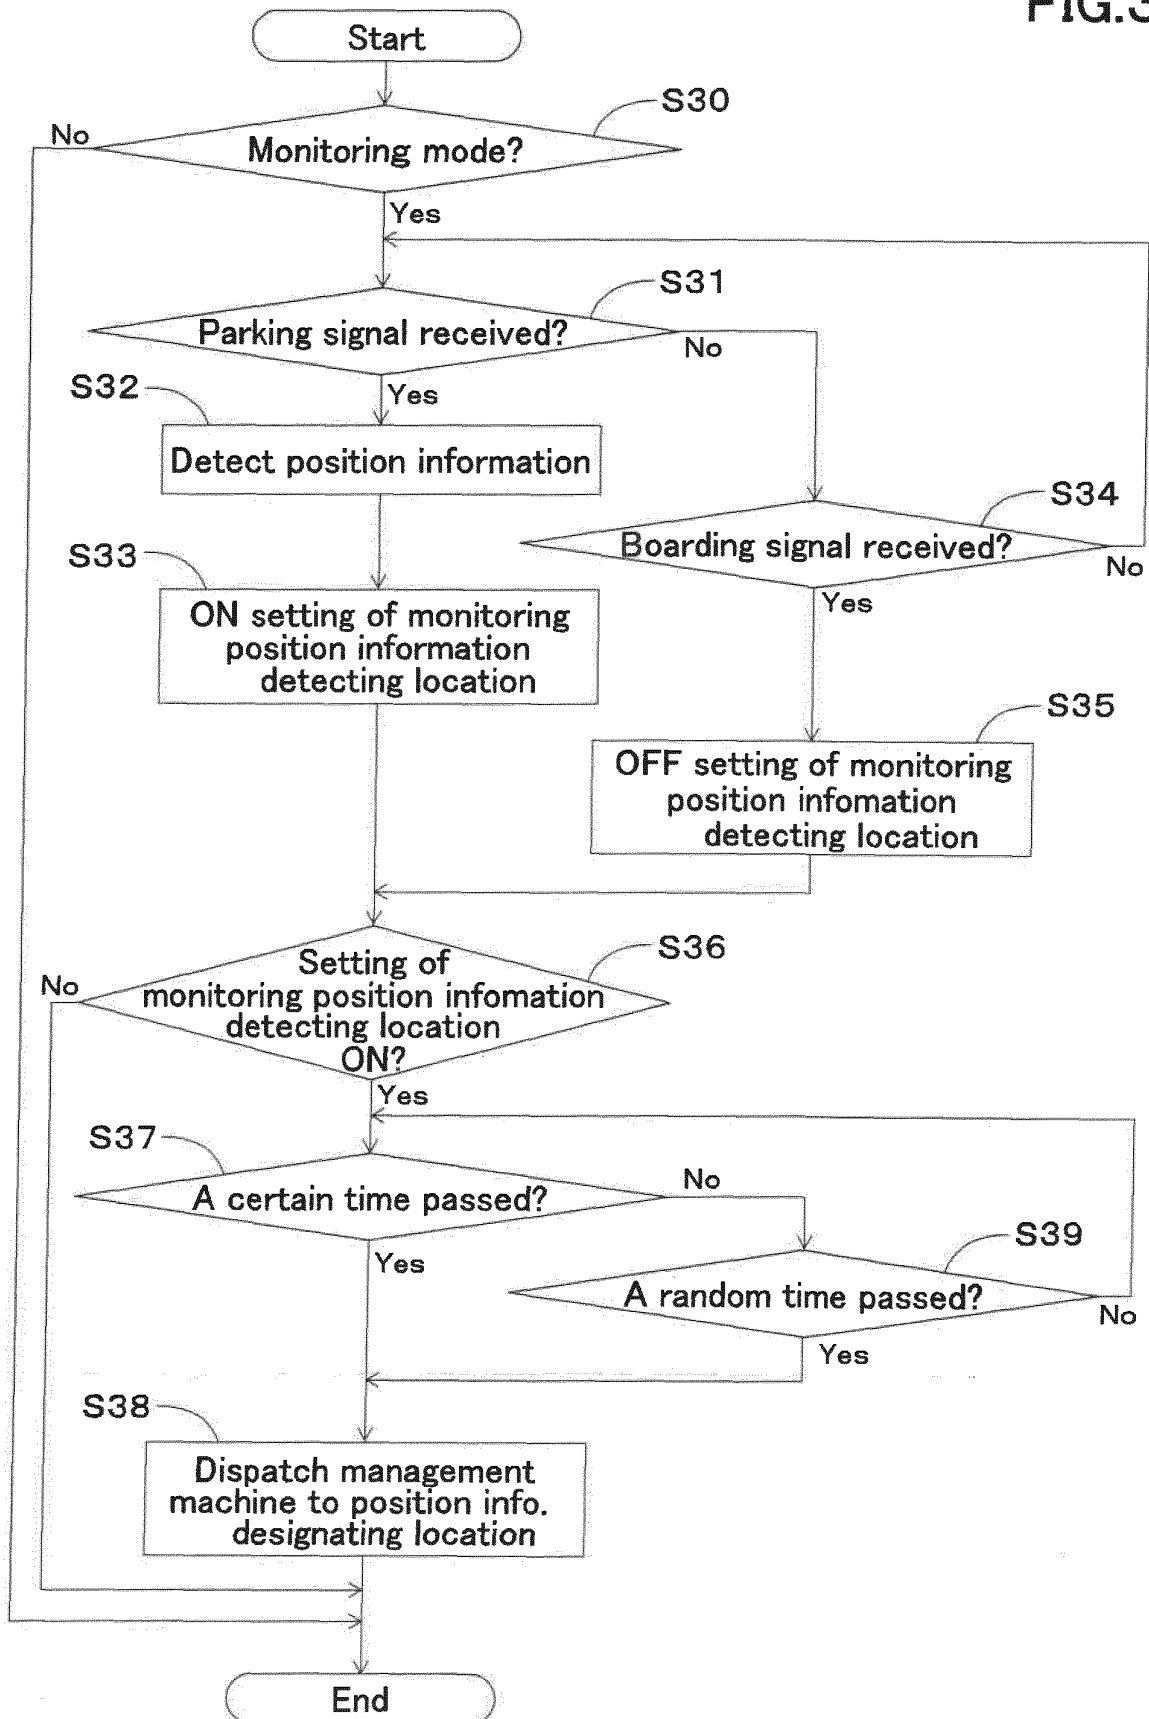 FIG.3
Start
S30
No
Monitoring mode?
Yes
S31
Parking signal received?
No
S32
Yes
Detect position information
S34
S33
Boarding signal received?
No
ON setting of monitoring
position information
detecting location
Yes
S35
OFF setting of monitoring
position infomation
detecting location
S36
No
Setting of
monitoring position infomation
detecting location
ON?
Yes
S37
No
A certain time passed?
S39
Yes
A random time passed?
No
Yes
S38
Dispatch management
machine to position info.
designating location
End